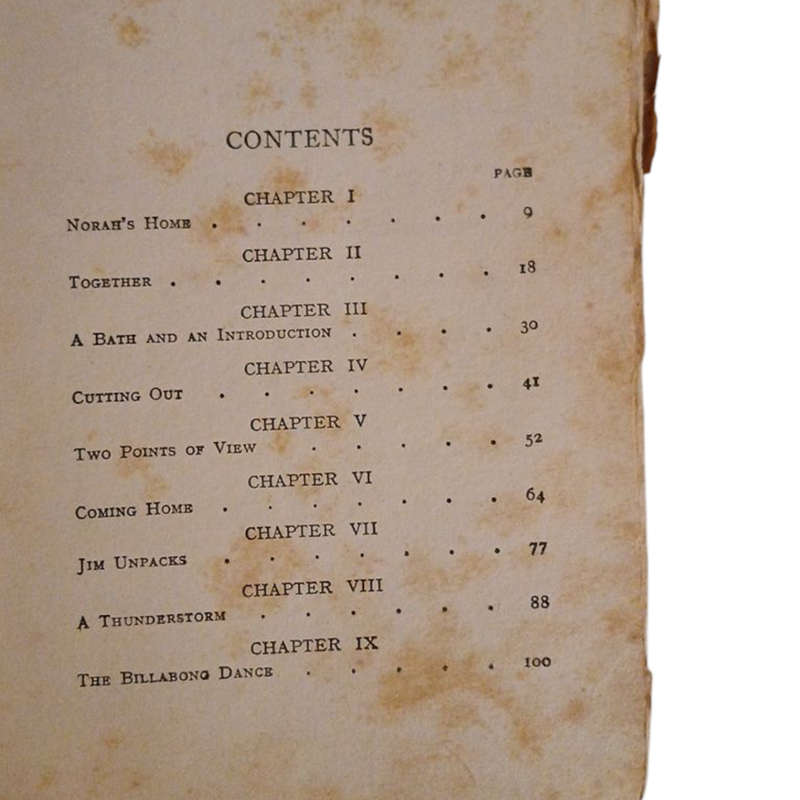 CONTENTS
PAGE
CHAPTER I
NORAH'S HOME . . . . . . . 9
CHAPTER II
TOGETHER . . . . . . . . 18
CHAPTER III
A BATH AND AN INTRODUCTION . . . . 30
CHAPTER IV
CUTTING OUT . . . . . . . 41
CHAPTER V
TWO POINTS OF VIEW . . . . . 52
CHAPTER VI
COMING HOME . . . . . . . 64
CHAPTER VII
JIM UNPACKS . . . . . . . 77
CHAPTER VIII
A THUNDERSTORM . . . . . . 88
CHAPTER IX
THE BILLABONG DANCE . . . . . 100